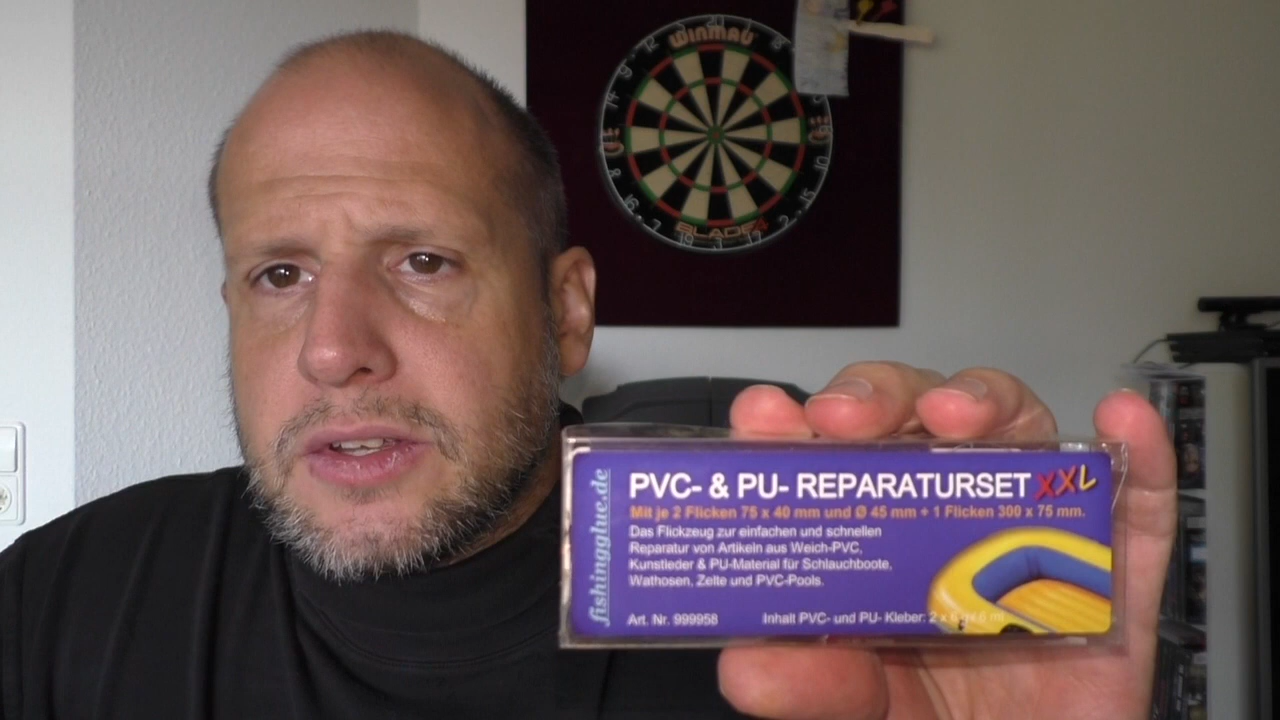 WINMAU
BLADE4
fishingglue.de
PVC- & PU- REPARATURSET XXL
Mit je 2 Flicken 75 x 40 mm und Ø 45 mm + 1 Flicken 300 x 75 mm.
Das Flickzeug zur einfachen und schnellen
Reparatur von Artikeln aus Weich-PVC,
Kunstleder & PU-Material für Schlauchboote,
Wathosen, Zelte und PVC-Pools.
Art. Nr. 999958
Inhalt PVC- und PU- Kleber: 2 x